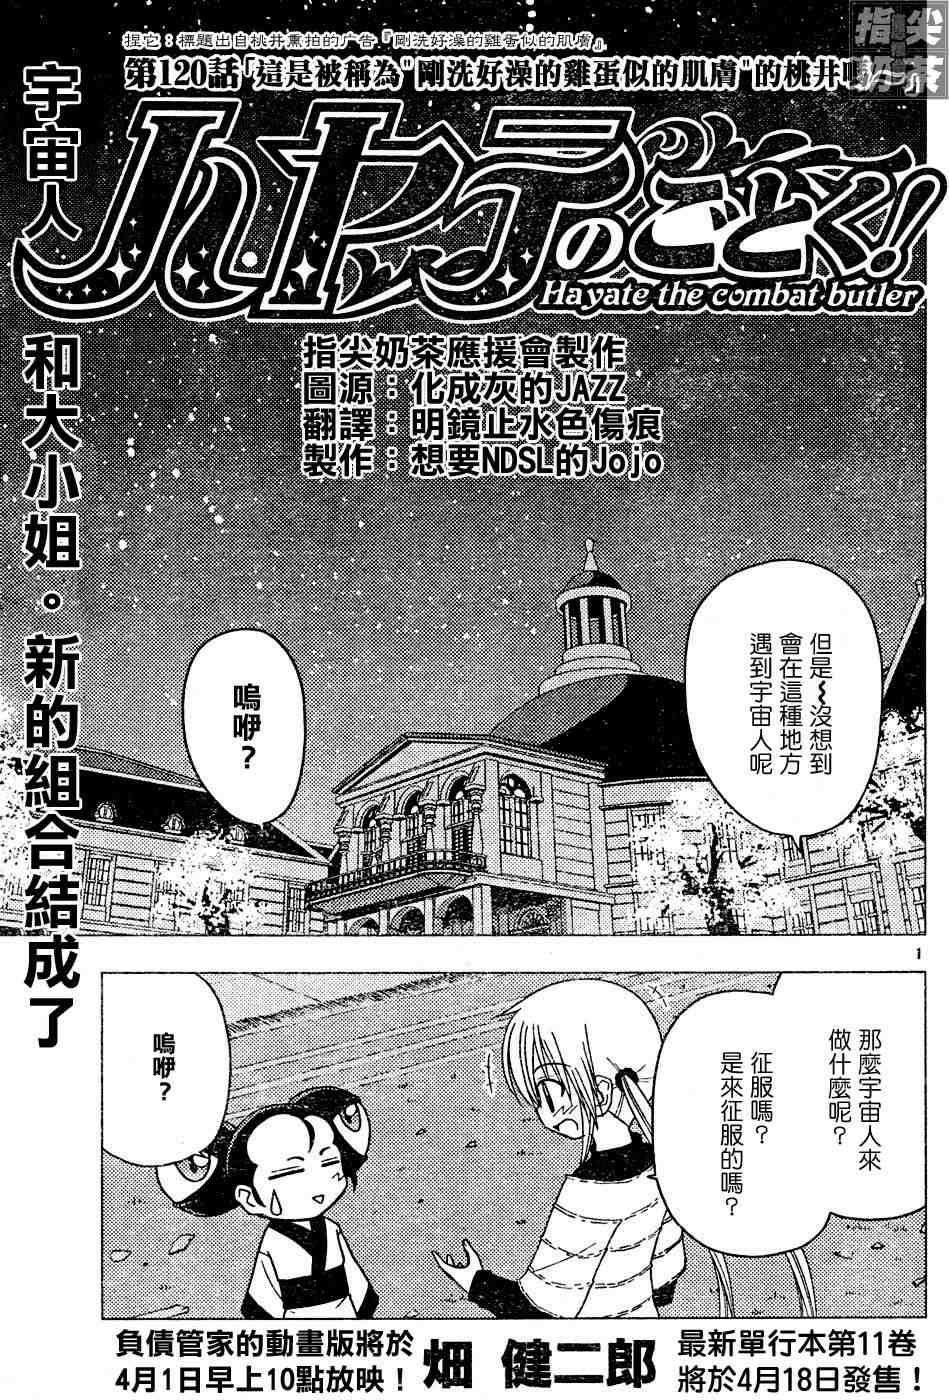 捏它：標題出自桃井薫拍的广告『剛洗好澡的雞蛋似的肌膚』
第120話「這是被稱為"剛洗好澡的雞蛋似的肌膚"的桃井
指尖
奶茶
ハヤテのごとく!
Hayate the combat butler
宇宙人和大小姐。新的組合結成了
指尖奶茶應援會製作
圖源：化成灰的JAZZ
翻譯：明鏡止水色傷痕
製作：想要NDSL的Jojo
但是~沒想到
會在這種地方
遇到宇宙人呢
嗚咿？
1
那麼宇宙人來
做什麼呢？
征服嗎？
是來征服的嗎？
嗚咿？
負債管家的動畫版將於
4月1日早上10點放映！
畑 健二郎
最新單行本第11卷
將於4月18日發售！